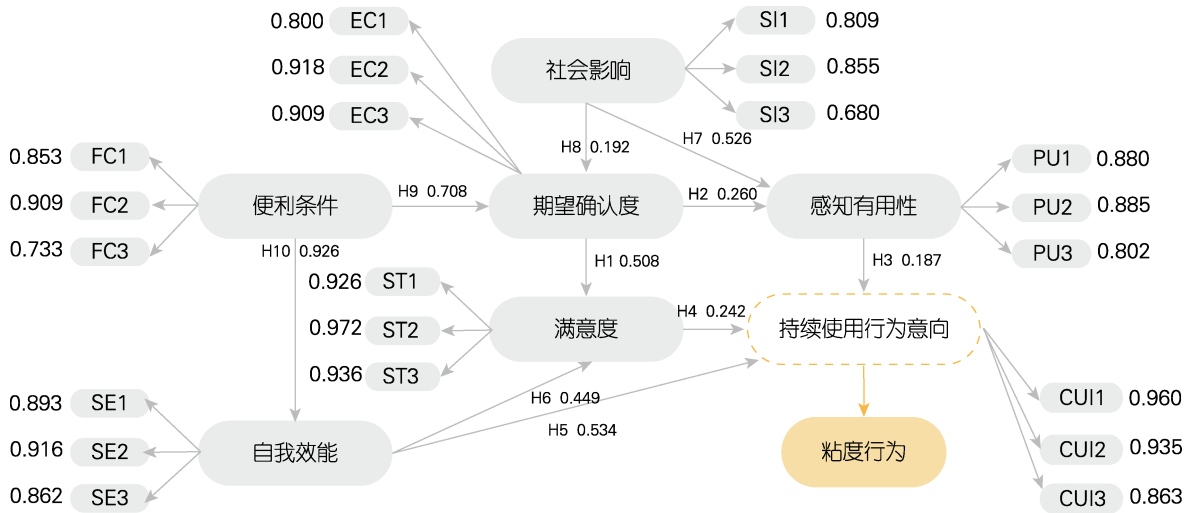 0.800 EC1
0.918 EC2
0.909 EC3
社会影响
SI1 0.809
SI2 0.855
SI3 0.680
H8 0.192
H7 0.526
0.853 FC1
0.909 FC2
0.733 FC3
便利条件
H9 0.708
期望确认度
H2 0.260
感知有用性
PU1 0.880
PU2 0.885
PU3 0.802
H10 0.926
H1 0.508
H3 0.187
0.926 ST1
0.972 ST2
0.936 ST3
满意度
H4 0.242
持续使用行为意向
H6 0.449
H5 0.534
0.893 SE1
0.916 SE2
0.862 SE3
自我效能
粘度行为
CUI1 0.960
CUI2 0.935
CUI3 0.863